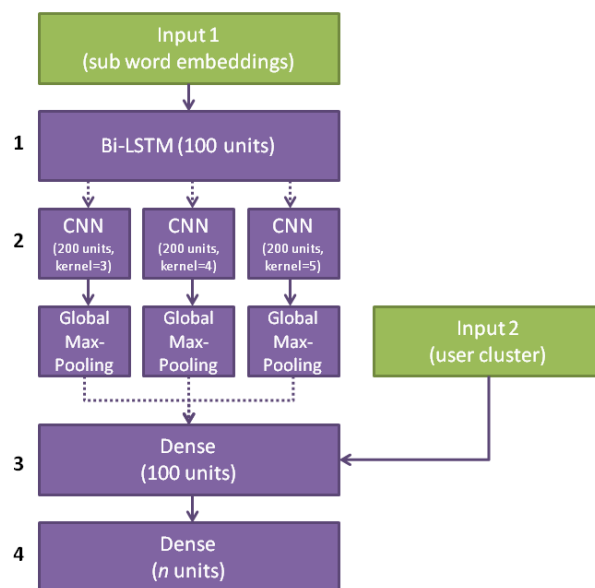 Input 1
(sub word embeddings)
1
Bi-LSTM (100 units)
2
CNN
(200 units,
kernel=3)
CNN
(200 units,
kernel=4)
CNN
(200 units,
kernel=5)
Global
Max-
Pooling
Global
Max-
Pooling
Global
Max-
Pooling
Input 2
(user cluster)
3
Dense
(100 units)
4
Dense
(n units)